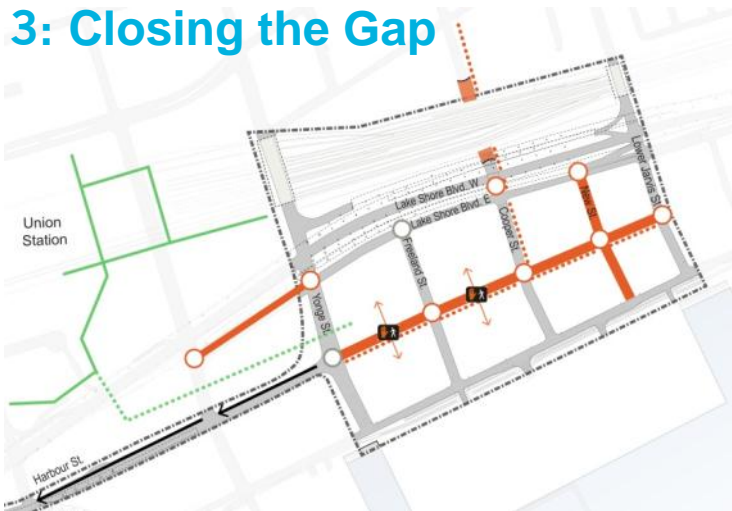 3: Closing the Gap
Union
Station
Lake Shore Blvd. W
Lake Shore Blvd. E
Lower Jarvis St.
New St.
Cooper St.
Freeland St.
Yonge St.
Harbour St.